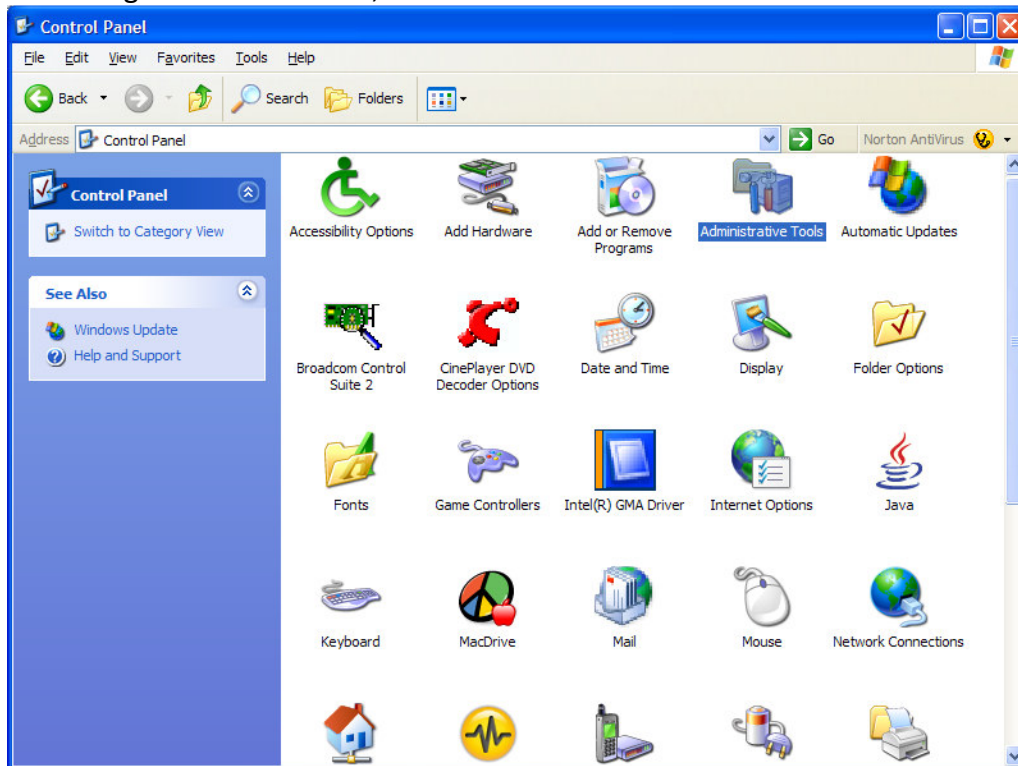 Control Panel
File Edit View Favorites Tools Help
Back Search Folders
Address Control Panel Go Norton AntiVirus
Control Panel
Switch to Category View
See Also
Windows Update
Help and Support
Accessibility Options Add Hardware Add or Remove Administrative Tools Automatic Updates
Programs
Broadcom Control CinePlayer DVD Date and Time Display Folder Options
Suite 2 Decoder Options
Fonts Game Controllers Intel(R) GMA Driver Internet Options Java
Keyboard MacDrive Mail Mouse Network Connections